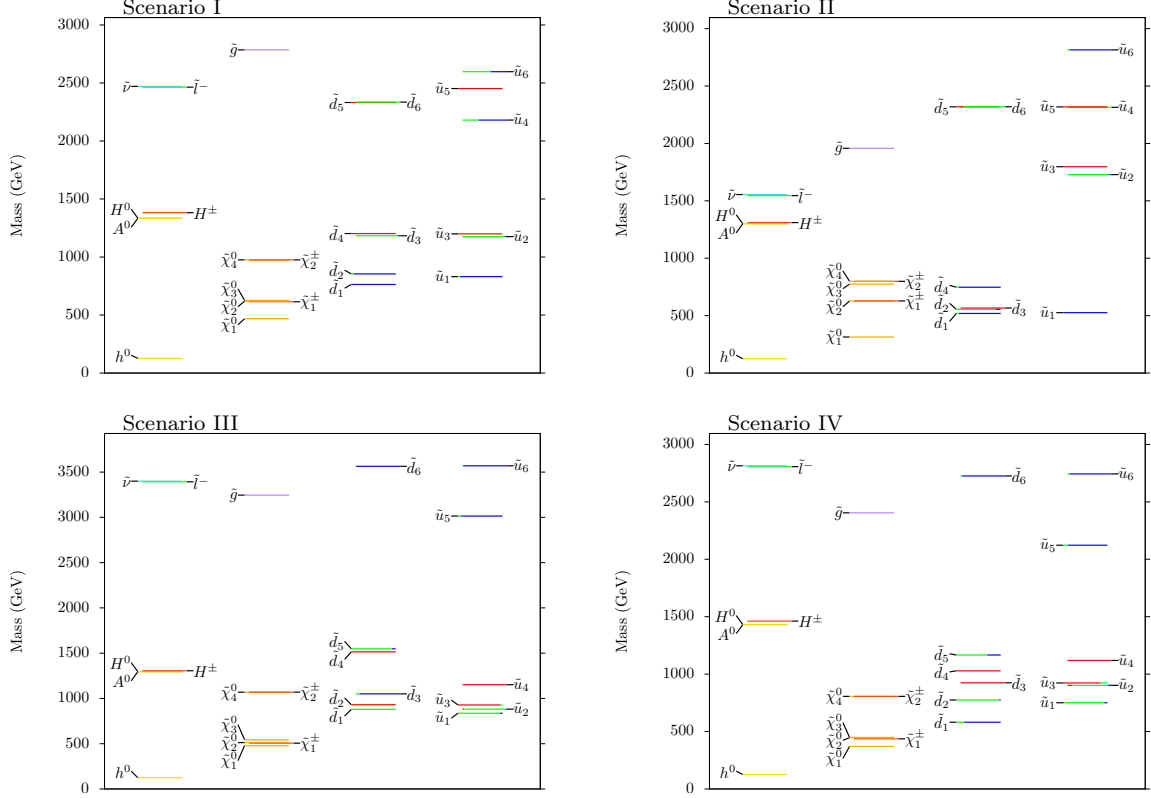 Scenario I
Mass (GeV)
3000
2500
2000
1500
1000
500
0
ν̃
l̃⁻
H⁰
A⁰
H±
h⁰
g̃
χ̃⁰₄
χ̃±₂
χ̃⁰₃
χ̃⁰₂
χ̃±₁
χ̃⁰₁
d̃₅
d̃₆
d̃₄
d̃₃
d̃₂
d̃₁
ũ₆
ũ₅
ũ₄
ũ₃
ũ₂
ũ₁
Scenario II
Mass (GeV)
3000
2500
2000
1500
1000
500
0
ν̃
l̃⁻
H⁰
A⁰
H±
h⁰
g̃
χ̃⁰₄
χ̃±₂
χ̃⁰₃
χ̃⁰₂
χ̃±₁
χ̃⁰₁
d̃₅
d̃₆
d̃₄
d̃₂
d̃₃
d̃₁
ũ₆
ũ₅
ũ₄
ũ₃
ũ₂
ũ₁
Scenario III
Mass (GeV)
3500
3000
2500
2000
1500
1000
500
0
ν̃
l̃⁻
H⁰
A⁰
H±
h⁰
g̃
χ̃⁰₄
χ̃±₂
χ̃⁰₃
χ̃⁰₂
χ̃±₁
χ̃⁰₁
d̃₆
d̃₅
d̃₄
d̃₃
d̃₂
d̃₁
ũ₆
ũ₅
ũ₄
ũ₃
ũ₂
ũ₁
Scenario IV
Mass (GeV)
3000
2500
2000
1500
1000
500
0
ν̃
l̃⁻
H⁰
A⁰
H±
h⁰
g̃
χ̃⁰₄
χ̃±₂
χ̃⁰₃
χ̃⁰₂
χ̃±₁
χ̃⁰₁
d̃₆
d̃₅
d̃₄
d̃₃
d̃₂
d̃₁
ũ₆
ũ₅
ũ₄
ũ₃
ũ₂
ũ₁